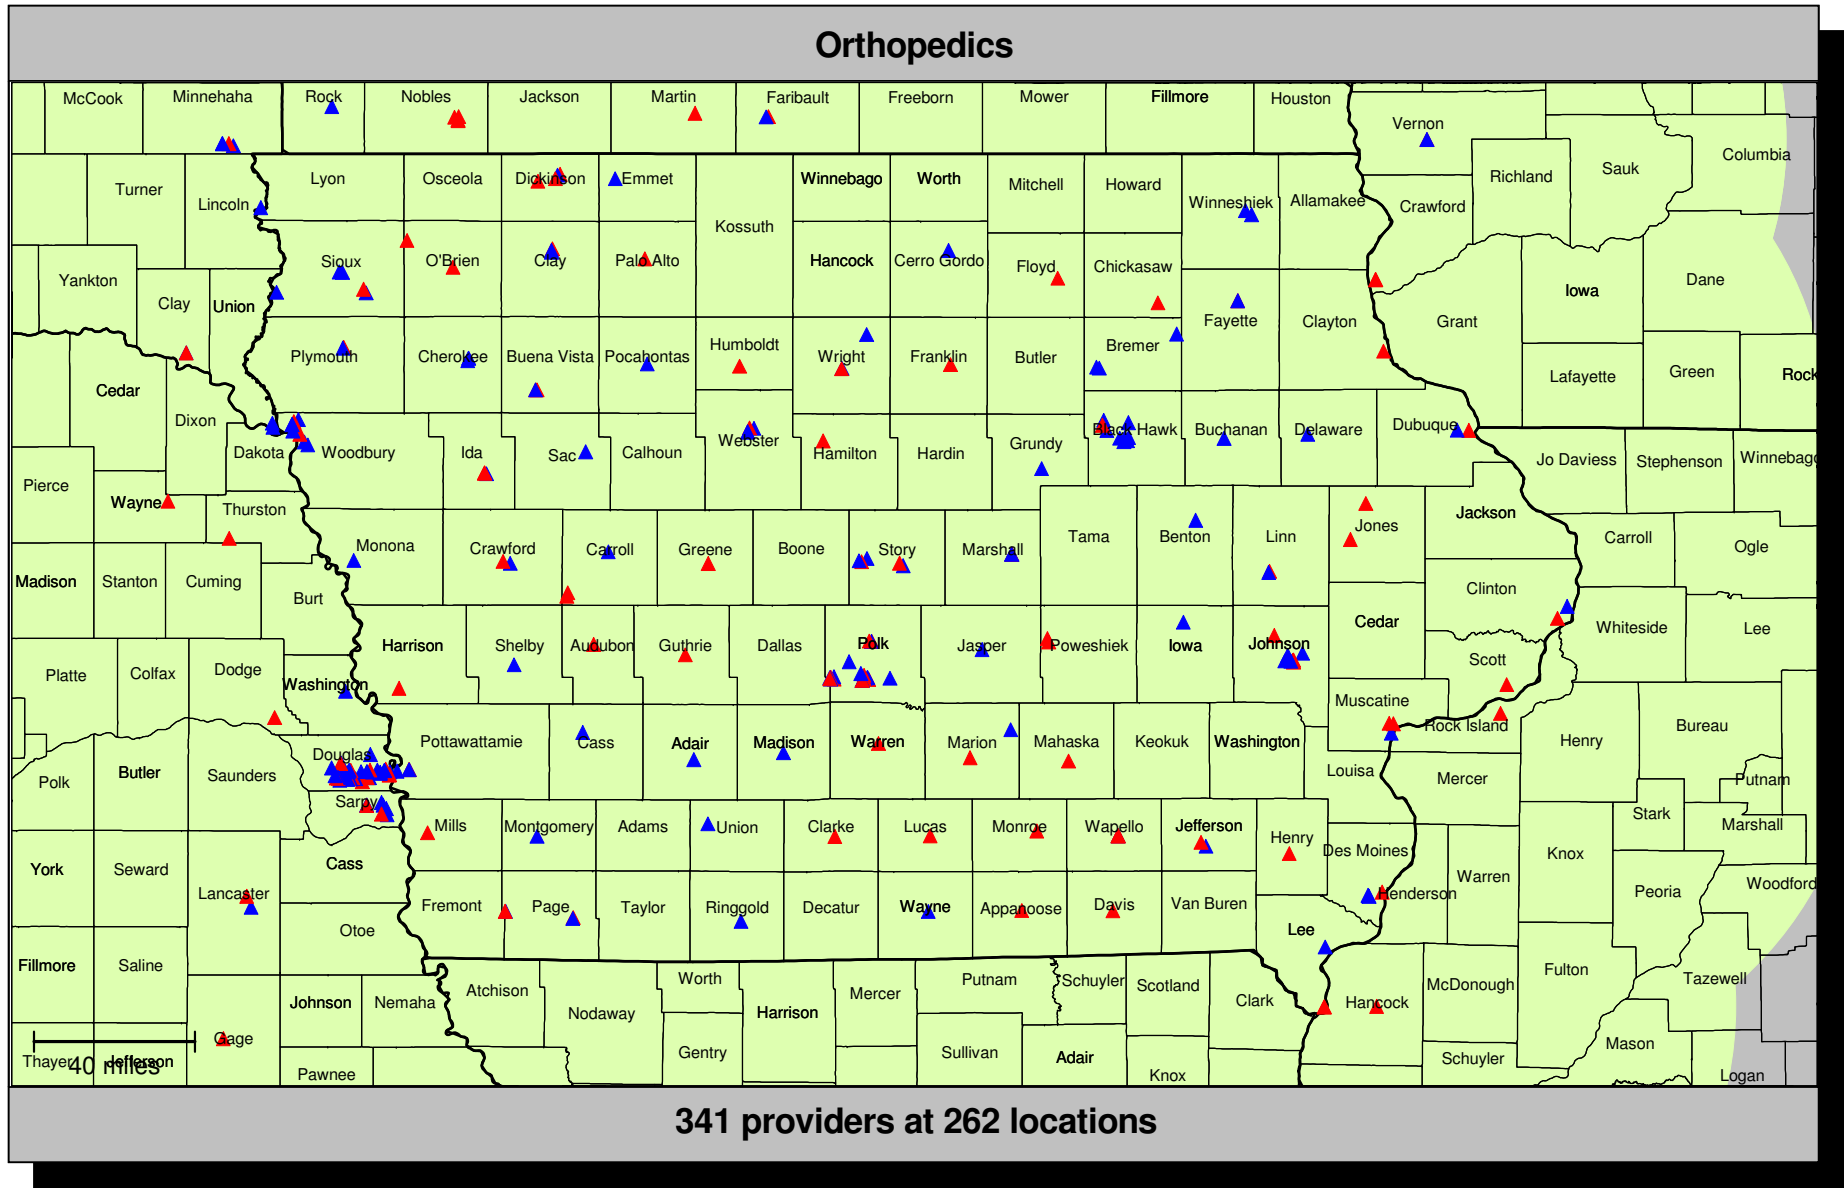 Orthopedics
McCook Minnehaha Rock Nobles Jackson Martin Faribault Freeborn Mower Fillmore Houston
Vernon Columbia
Turner Lincoln Lyon Osceola Dickinson Emmet Winnebago Worth Mitchell Howard Winneshiek Allamakee Crawford Richland Sauk
Kossuth
Yankton Clay Union Sioux O'Brien Clay Palo Alto Hancock Cerro Gordo Floyd Chickasaw Iowa Dane
Fayette Clayton Grant
Cedar Plymouth Cherokee Buena Vista Pocahontas Humboldt Wright Franklin Butler Bremer Lafayette Green Rock
Dixon Webster Black Hawk Buchanan Delaware Dubuque
Pierce Dakota Woodbury Ida Sac Calhoun Hamilton Hardin Grundy Jo Daviess Stephenson Winnebago
Wayne Thurston Jones Jackson
Monona Crawford Carroll Greene Boone Story Marshall Tama Benton Linn Carroll Ogle
Madison Stanton Cuming Burt Clinton
Harrison Shelby Audubon Guthrie Dallas Polk Jasper Poweshiek Iowa Johnson Cedar Whiteside Lee
Platte Colfax Dodge Washington Scott
Muscatine Rock Island Bureau
Polk Butler Saunders Douglas Pottawattamie Cass Adair Madison Warren Marion Mahaska Keokuk Washington Louisa Henry
Mercer Putnam
Sarpy Mills Montgomery Adams Union Clarke Lucas Monroe Wapello Jefferson Henry Stark Marshall
York Seward Cass Des Moines Knox
Lancaster Warren Peoria Woodford
Otoe Fremont Page Taylor Ringgold Decatur Wayne Appanoose Davis Van Buren Henderson
Lee
Fillmore Saline Fulton Tazewell
Johnson Nemaha Atchison Nodaway Worth Harrison Mercer Putnam Schuyler Scotland Clark Hancock McDonough
Gage Gentry Sullivan Adair Schuyler Mason
Thayer Jefferson Pawnee Knox Logan
40 miles
341 providers at 262 locations